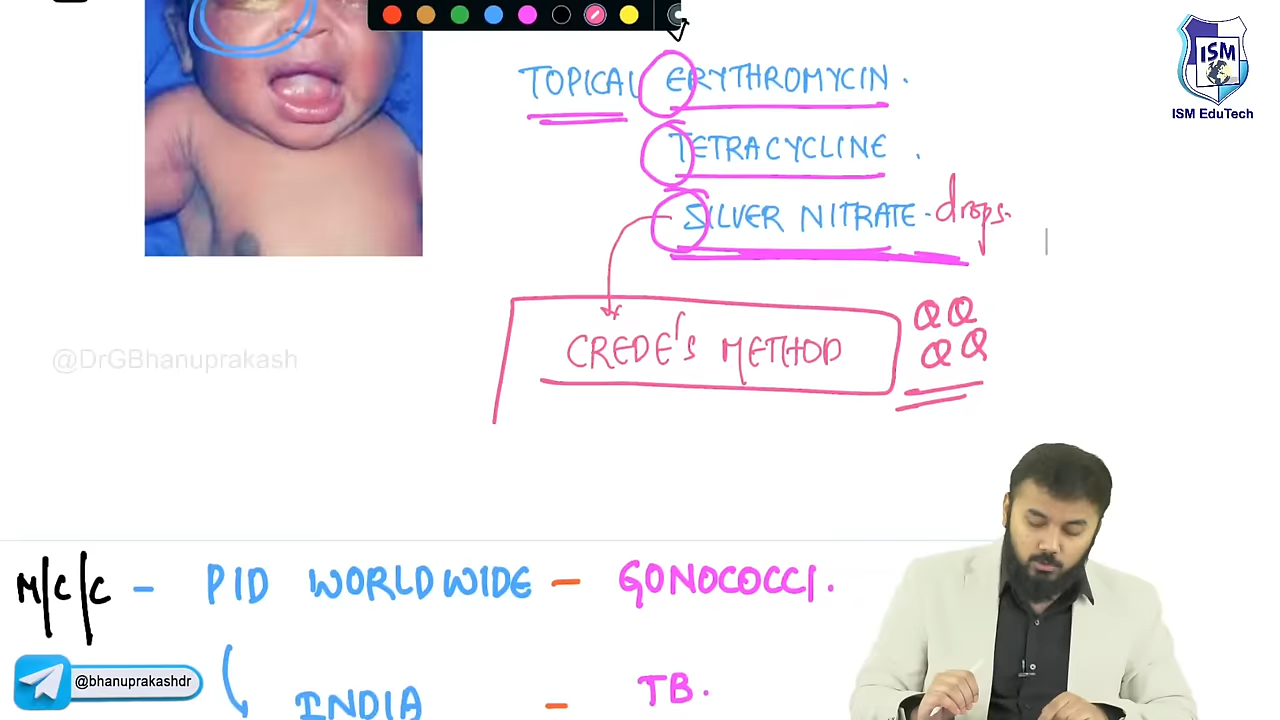 ISM
ISM EduTech
TOPICAL ERYTHROMYCIN .
TETRACYCLINE .
SILVER NITRATE - drops.
CREDE'S METHOD
QQ
QQ
@DrGBhanuprakash
M/C/C - PID WORLDWIDE - GONOCOCCI.
INDIA - TB.
@bhanuprakashdr